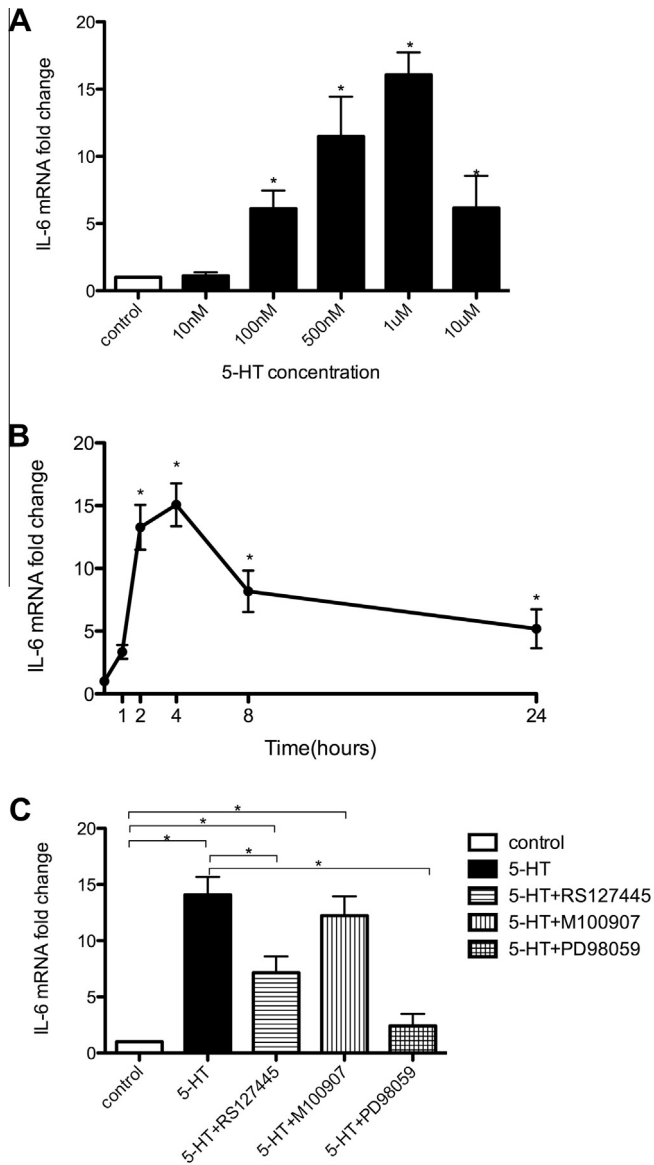 A
IL-6 mRNA fold change
20
15
10
5
0
*
*
*
*
control
10nM
100nM
500nM
1uM
10uM
5-HT concentration
B
IL-6 mRNA fold change
20
15
10
5
0
*
*
*
*
1 2 4 8 24
Time(hours)
C
IL-6 mRNA fold change
20
15
10
5
0
*
*
*
*
*
control
5-HT
5-HT+RS127445
5-HT+M100907
5-HT+PD98059
control
5-HT
5-HT+RS127445
5-HT+M100907
5-HT+PD98059